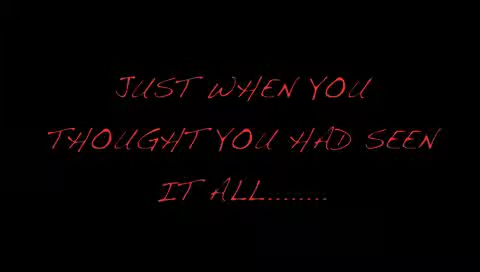 JUST WHEN YOU
THOUGHT YOU HAD SEEN
IT ALL........